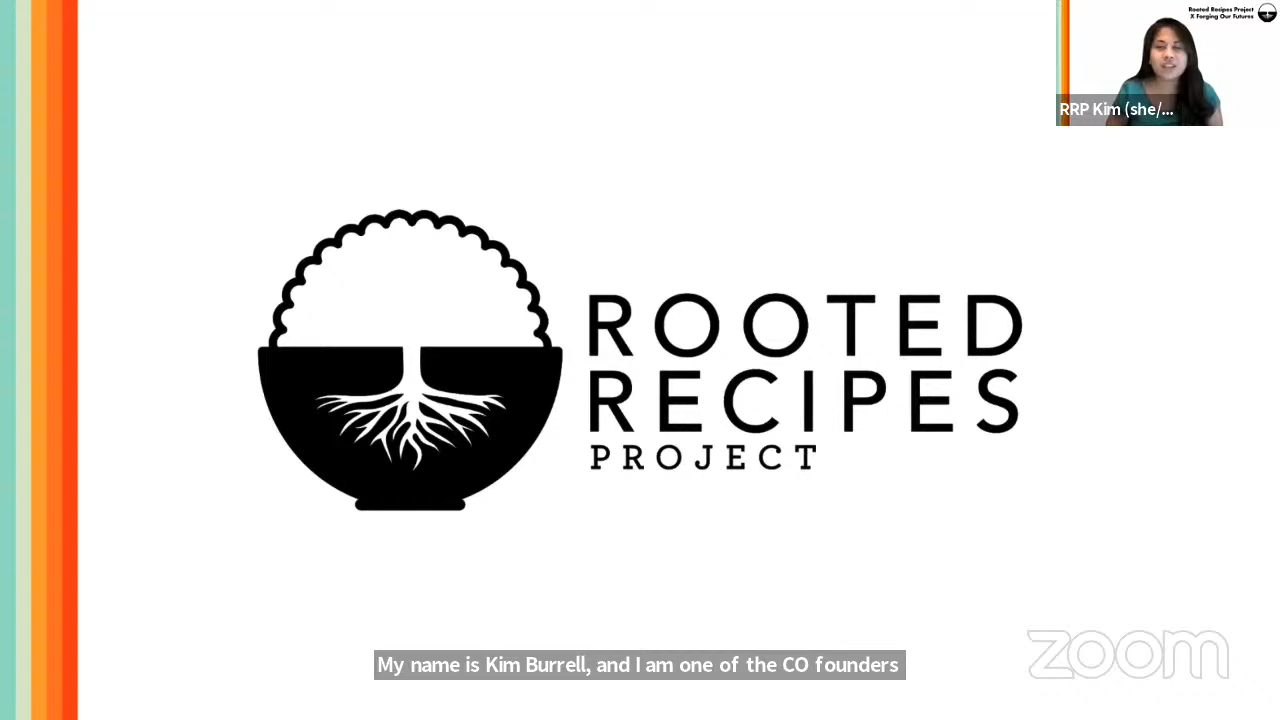 Rooted Recipes Project
X Forging Our Futures
RRP Kim (she/...
ROOTED
RECIPES
PROJECT
My name is Kim Burrell, and I am one of the CO founders
zoom